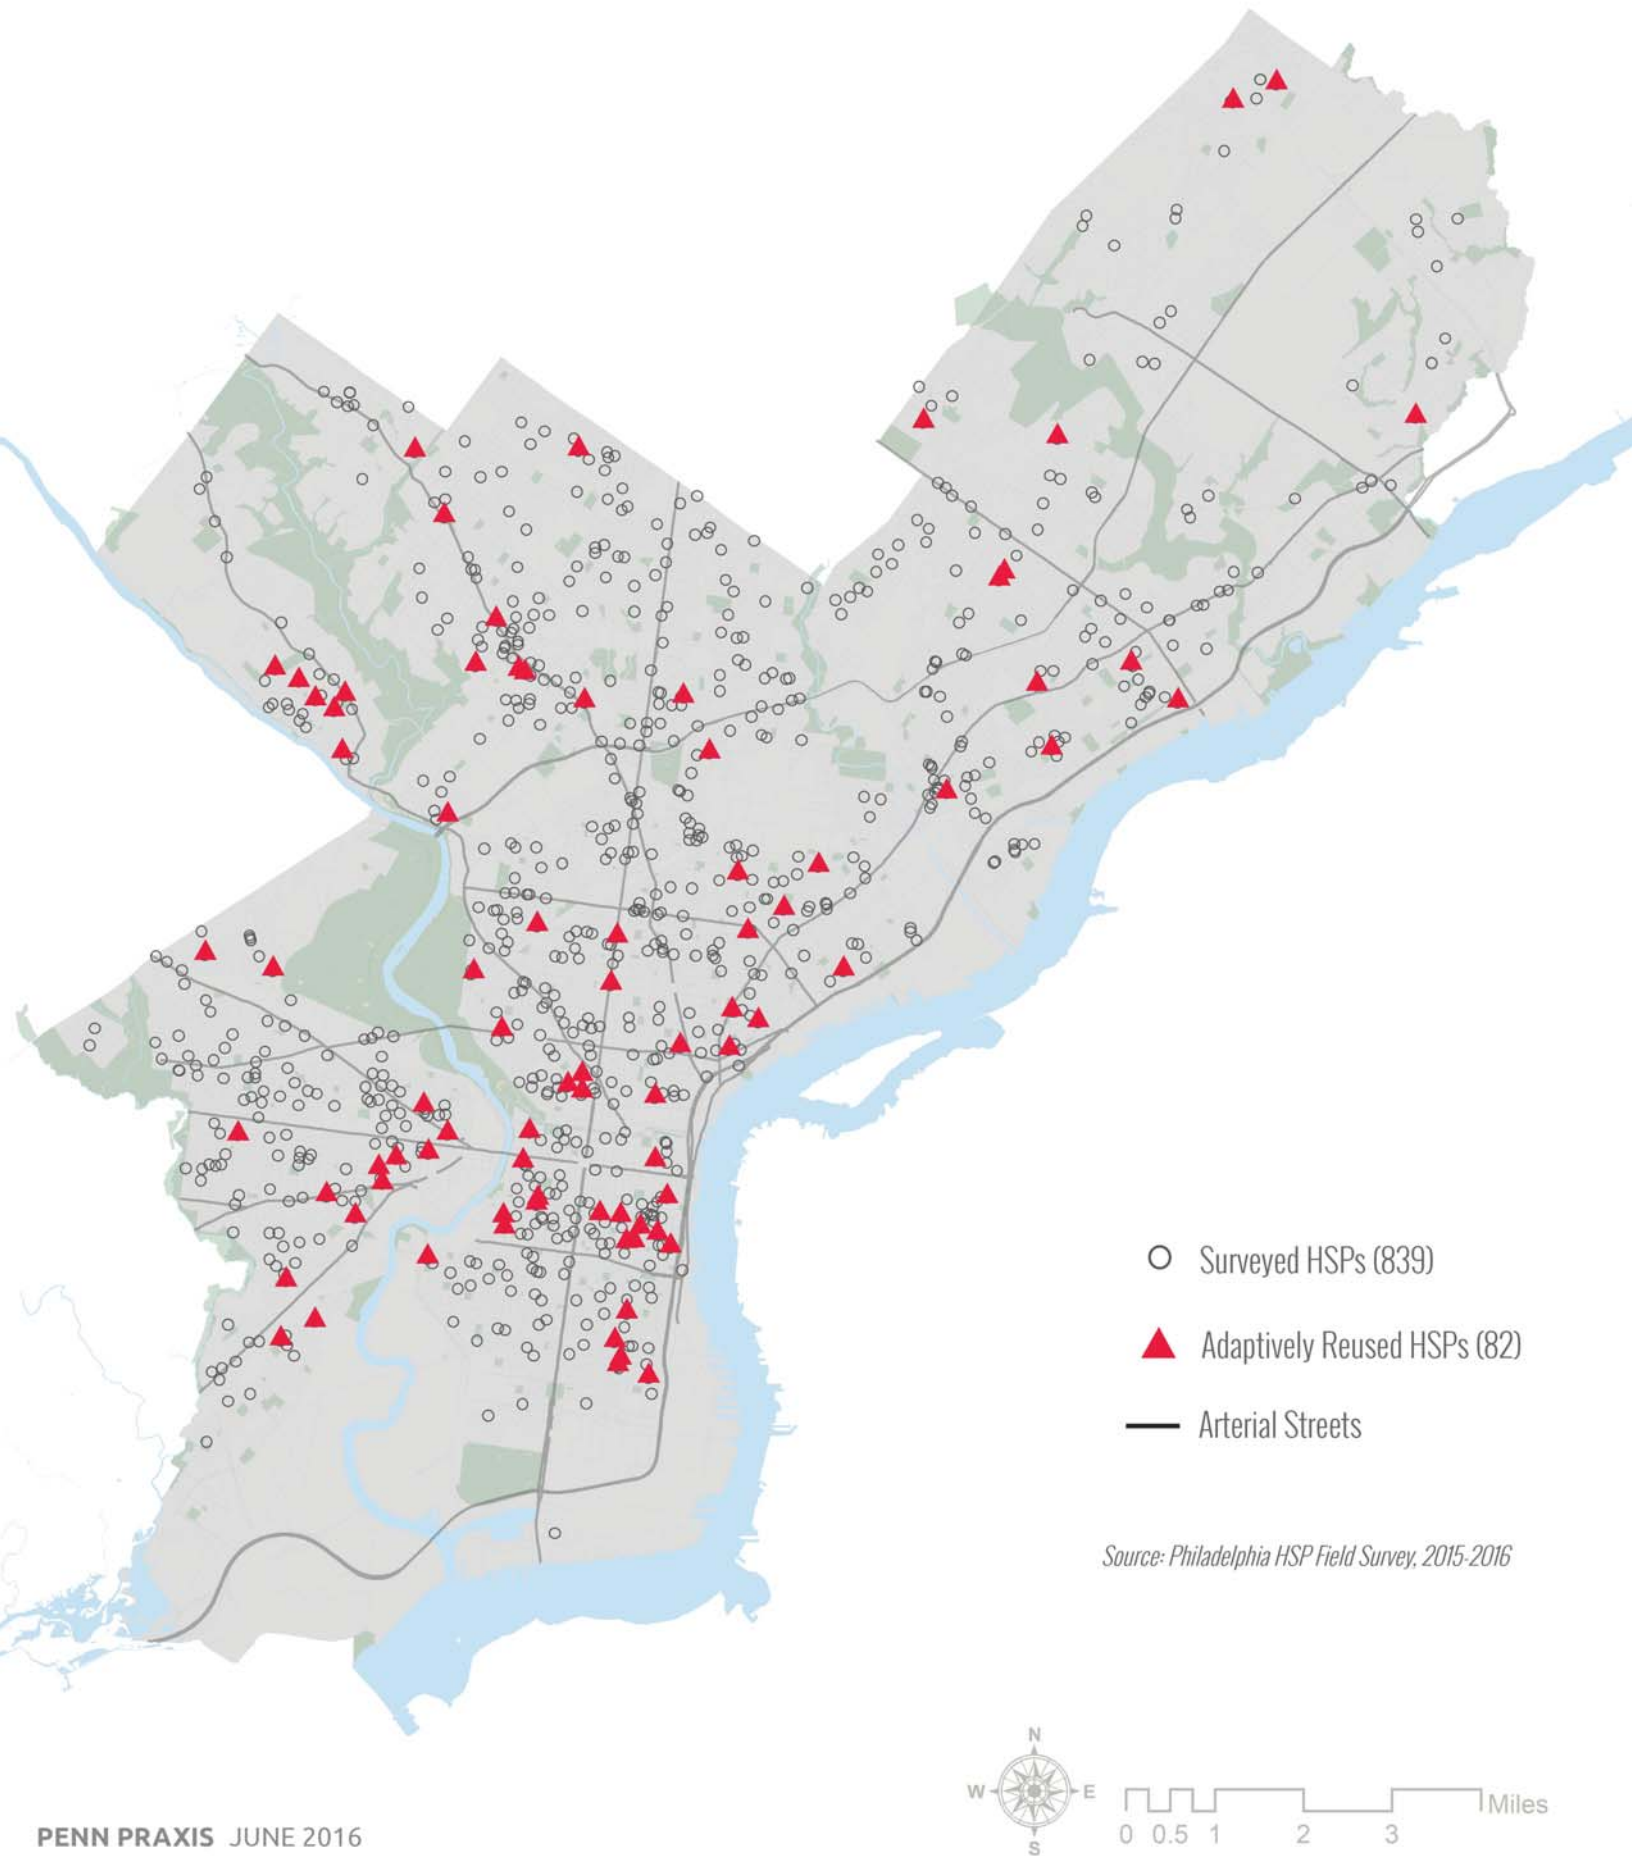 Surveyed HSPs (839)
Adaptively Reused HSPs (82)
Arterial Streets
Source: Philadelphia HSP Field Survey, 2015-2016
N
W E
S
Miles
0 0.5 1 2 3
PENN PRAXIS JUNE 2016